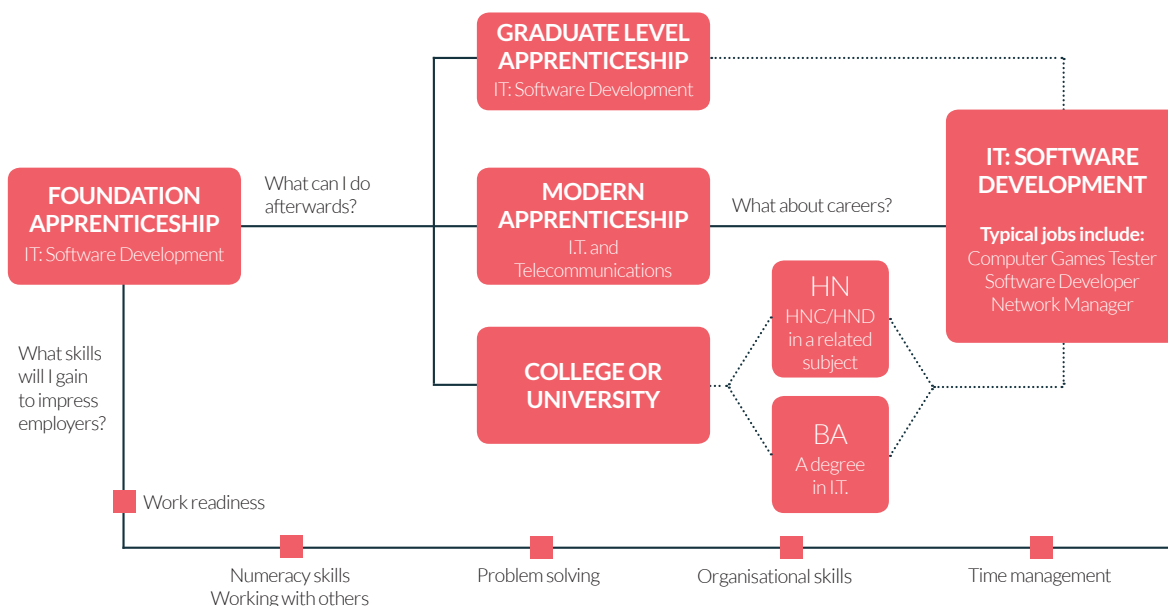 FOUNDATION
APPRENTICESHIP
IT: Software Development
What can I do
afterwards?
GRADUATE LEVEL
APPRENTICESHIP
IT: Software Development
MODERN
APPRENTICESHIP
I.T. and
Telecommunications
What about careers?
COLLEGE OR
UNIVERSITY
HN
HNC/HND
in a related
subject
BA
A degree
in I.T.
IT: SOFTWARE
DEVELOPMENT
Typical jobs include:
Computer Games Tester
Software Developer
Network Manager
What skills
will I gain
to impress
employers?
Work readiness
Numeracy skills
Working with others
Problem solving
Organisational skills
Time management